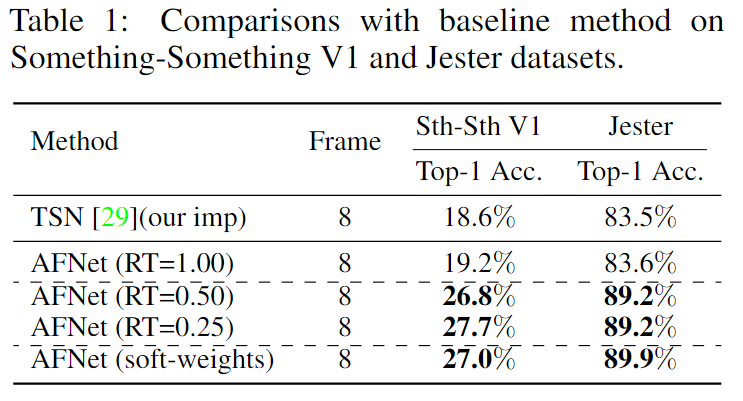 Table 1: Comparisons with baseline method on
Something-Something V1 and Jester datasets.
Method Frame Sth-Sth V1 Jester
Top-1 Acc. Top-1 Acc.
TSN [29](our imp) 8 18.6% 83.5%
AFNet (RT=1.00) 8 19.2% 83.6%
AFNet (RT=0.50) 8 26.8% 89.2%
AFNet (RT=0.25) 8 27.7% 89.2%
AFNet (soft-weights) 8 27.0% 89.9%